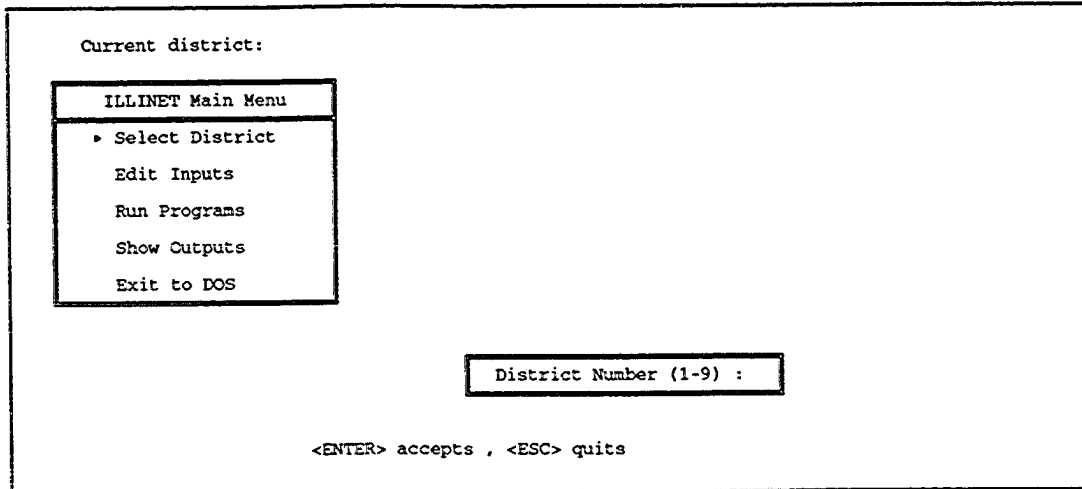 Current district:
ILLINET Main Menu
▸ Select District
Edit Inputs
Run Programs
Show Outputs
Exit to DOS
District Number (1-9) :
<ENTER> accepts , <ESC> quits